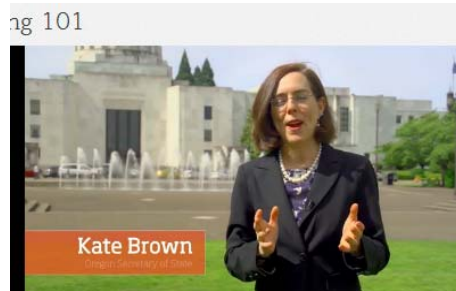 ng 101
Kate Brown
Oregon Secretary of State